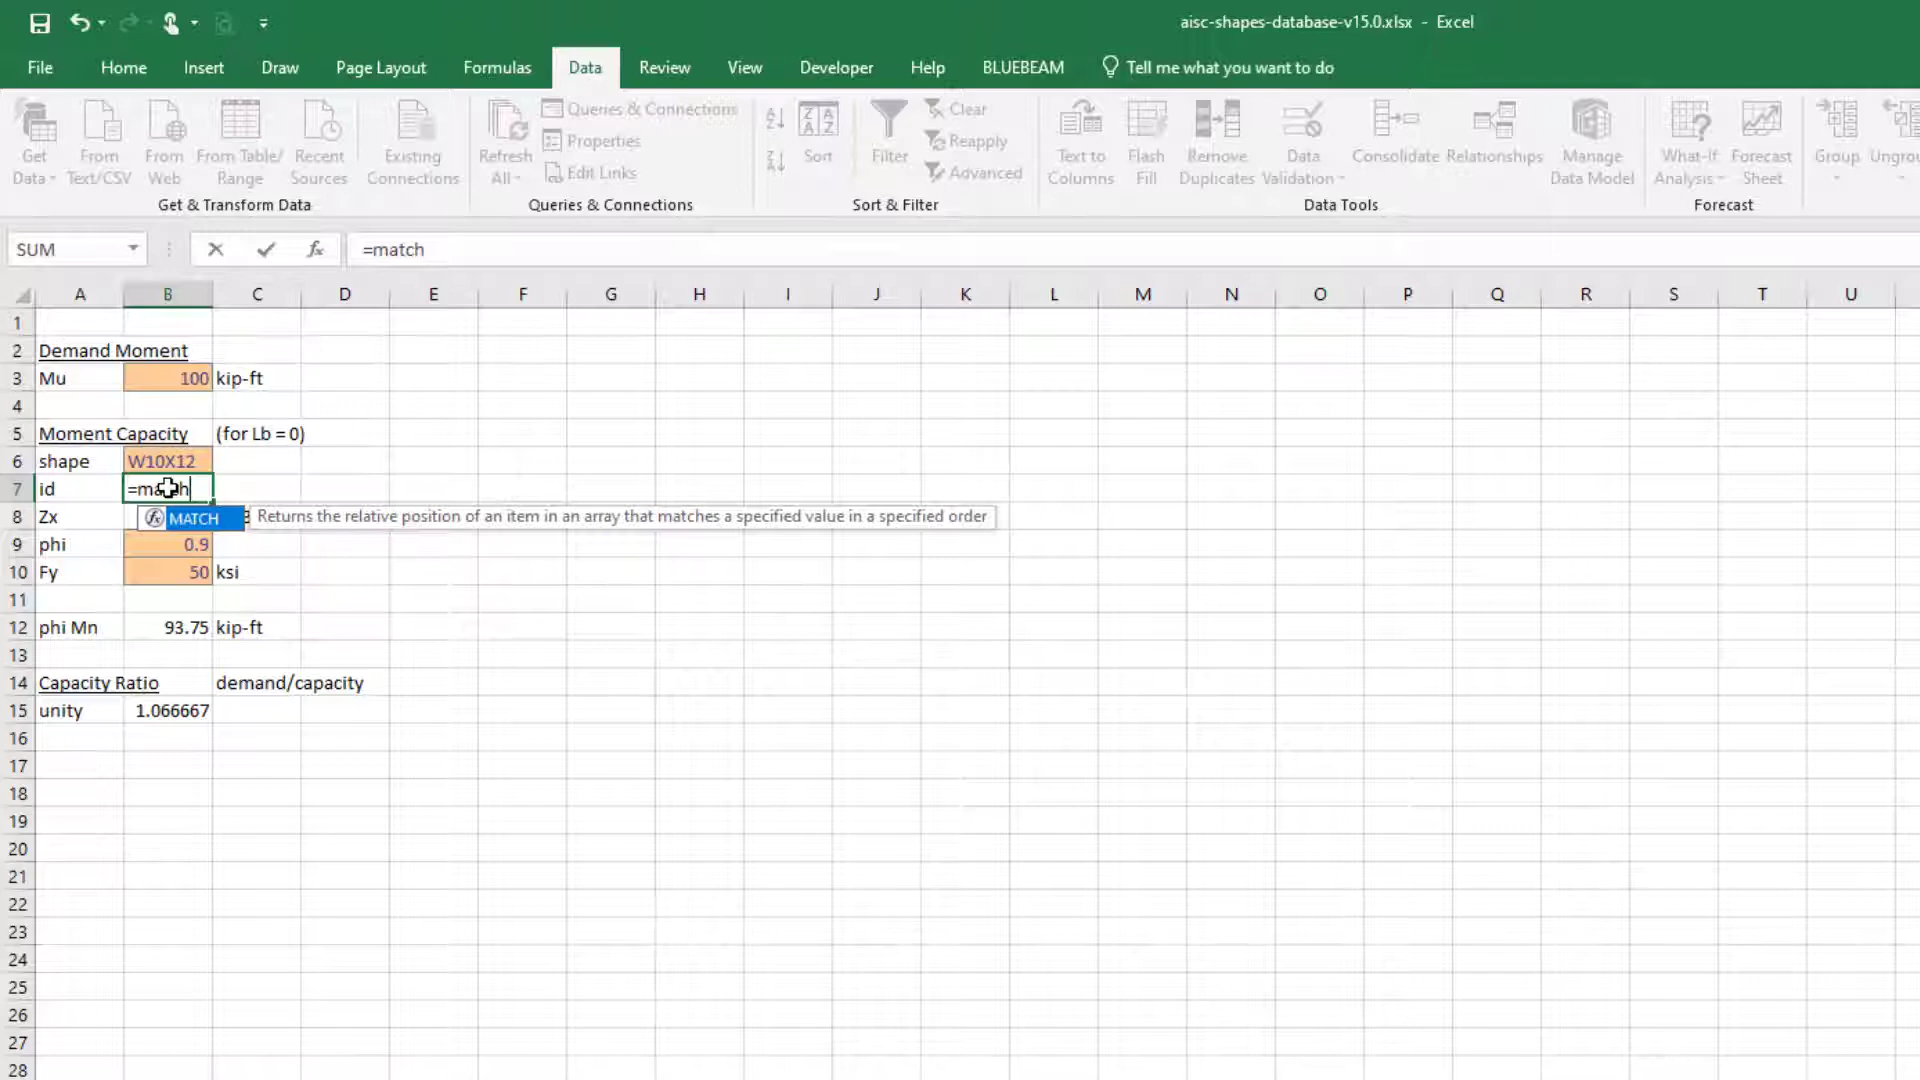 aisc-shapes-database-v15.0.xlsx - Excel
File Home Insert Draw Page Layout Formulas Data Review View Developer Help BLUEBEAM Tell me what you want to do
Get Data
From Text/CSV
From Web
From Table/ Range
Recent Sources
Existing Connections
Get & Transform Data
Refresh All
Queries & Connections
Properties
Edit Links
Queries & Connections
Sort
Filter
Clear
Reapply
Advanced
Sort & Filter
Text to Columns
Flash Fill
Remove Duplicates
Data Validation
Consolidate
Relationships
Manage Data Model
Data Tools
What-If Analysis
Forecast Sheet
Forecast
Group
Ungrou
SUM fx =match
A B C D E F G H I J K L M N O P Q R S T U
1
2 Demand Moment
3 Mu 100 kip-ft
4
5 Moment Capacity (for Lb = 0)
6 shape W10X12
7 id =match
8 Zx MATCH Returns the relative position of an item in an array that matches a specified value in a specified order
9 phi 0.9
10 Fy 50 ksi
11
12 phi Mn 93.75 kip-ft
13
14 Capacity Ratio demand/capacity
15 unity 1.066667
16
17
18
19
20
21
22
23
24
25
26
27
28